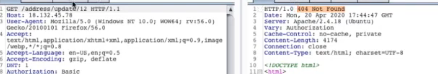 GET /address/update/2 HTTP/1.1
Host: 18.132.45.78
User-Agent: Mozilla/5.0 (Windows NT 10.0; WOW64; rv:56.0)
Gecko/20100101 Firefox/56.0
Accept:
text/html,application/xhtml+xml,application/xml;q=0.9,image
/webp,*/*;q=0.8
Accept-Language: en-US,en;q=0.5
Accept-Encoding: gzip, deflate
DNT: 1
Authorization: Basic
HTTP/1.0 404 Not Found
Date: Mon, 20 Apr 2020 17:44:47 GMT
Server: Apache/2.4.18 (Ubuntu)
Vary: Authorization
Cache-Control: no-cache, private
Content-Length: 4174
Connection: close
Content-Type: text/html; charset=UTF-8
<!DOCTYPE html>
<html>